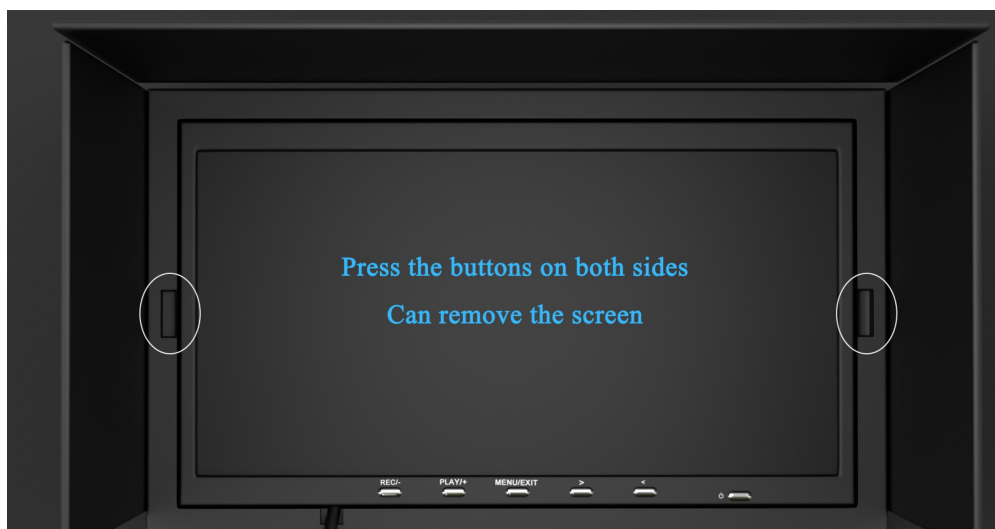 Press the buttons on both sides
Can remove the screen
REC/- PLAY/+ MENU/EXIT > <